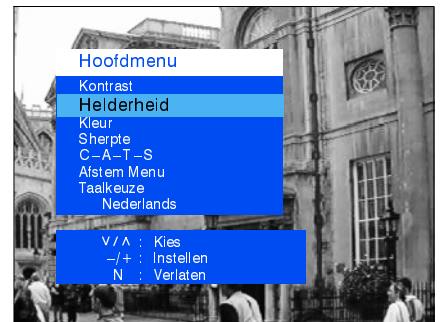 Hoofdmenu
Kontrast
Helderheid
Kleur
Sherpte
C–A–T–S
Afstem Menu
Taalkeuze
Nederlands
∨/∧ : Kies
–/+ : Instellen
N : Verlaten